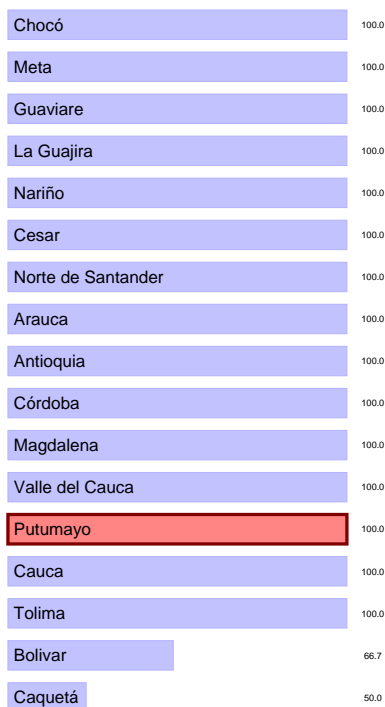 Chocó 100.0
Meta 100.0
Guaviare 100.0
La Guajira 100.0
Nariño 100.0
Cesar 100.0
Norte de Santander 100.0
Arauca 100.0
Antioquia 100.0
Córdoba 100.0
Magdalena 100.0
Valle del Cauca 100.0
Putumayo 100.0
Cauca 100.0
Tolima 100.0
Bolivar 66.7
Caquetá 50.0